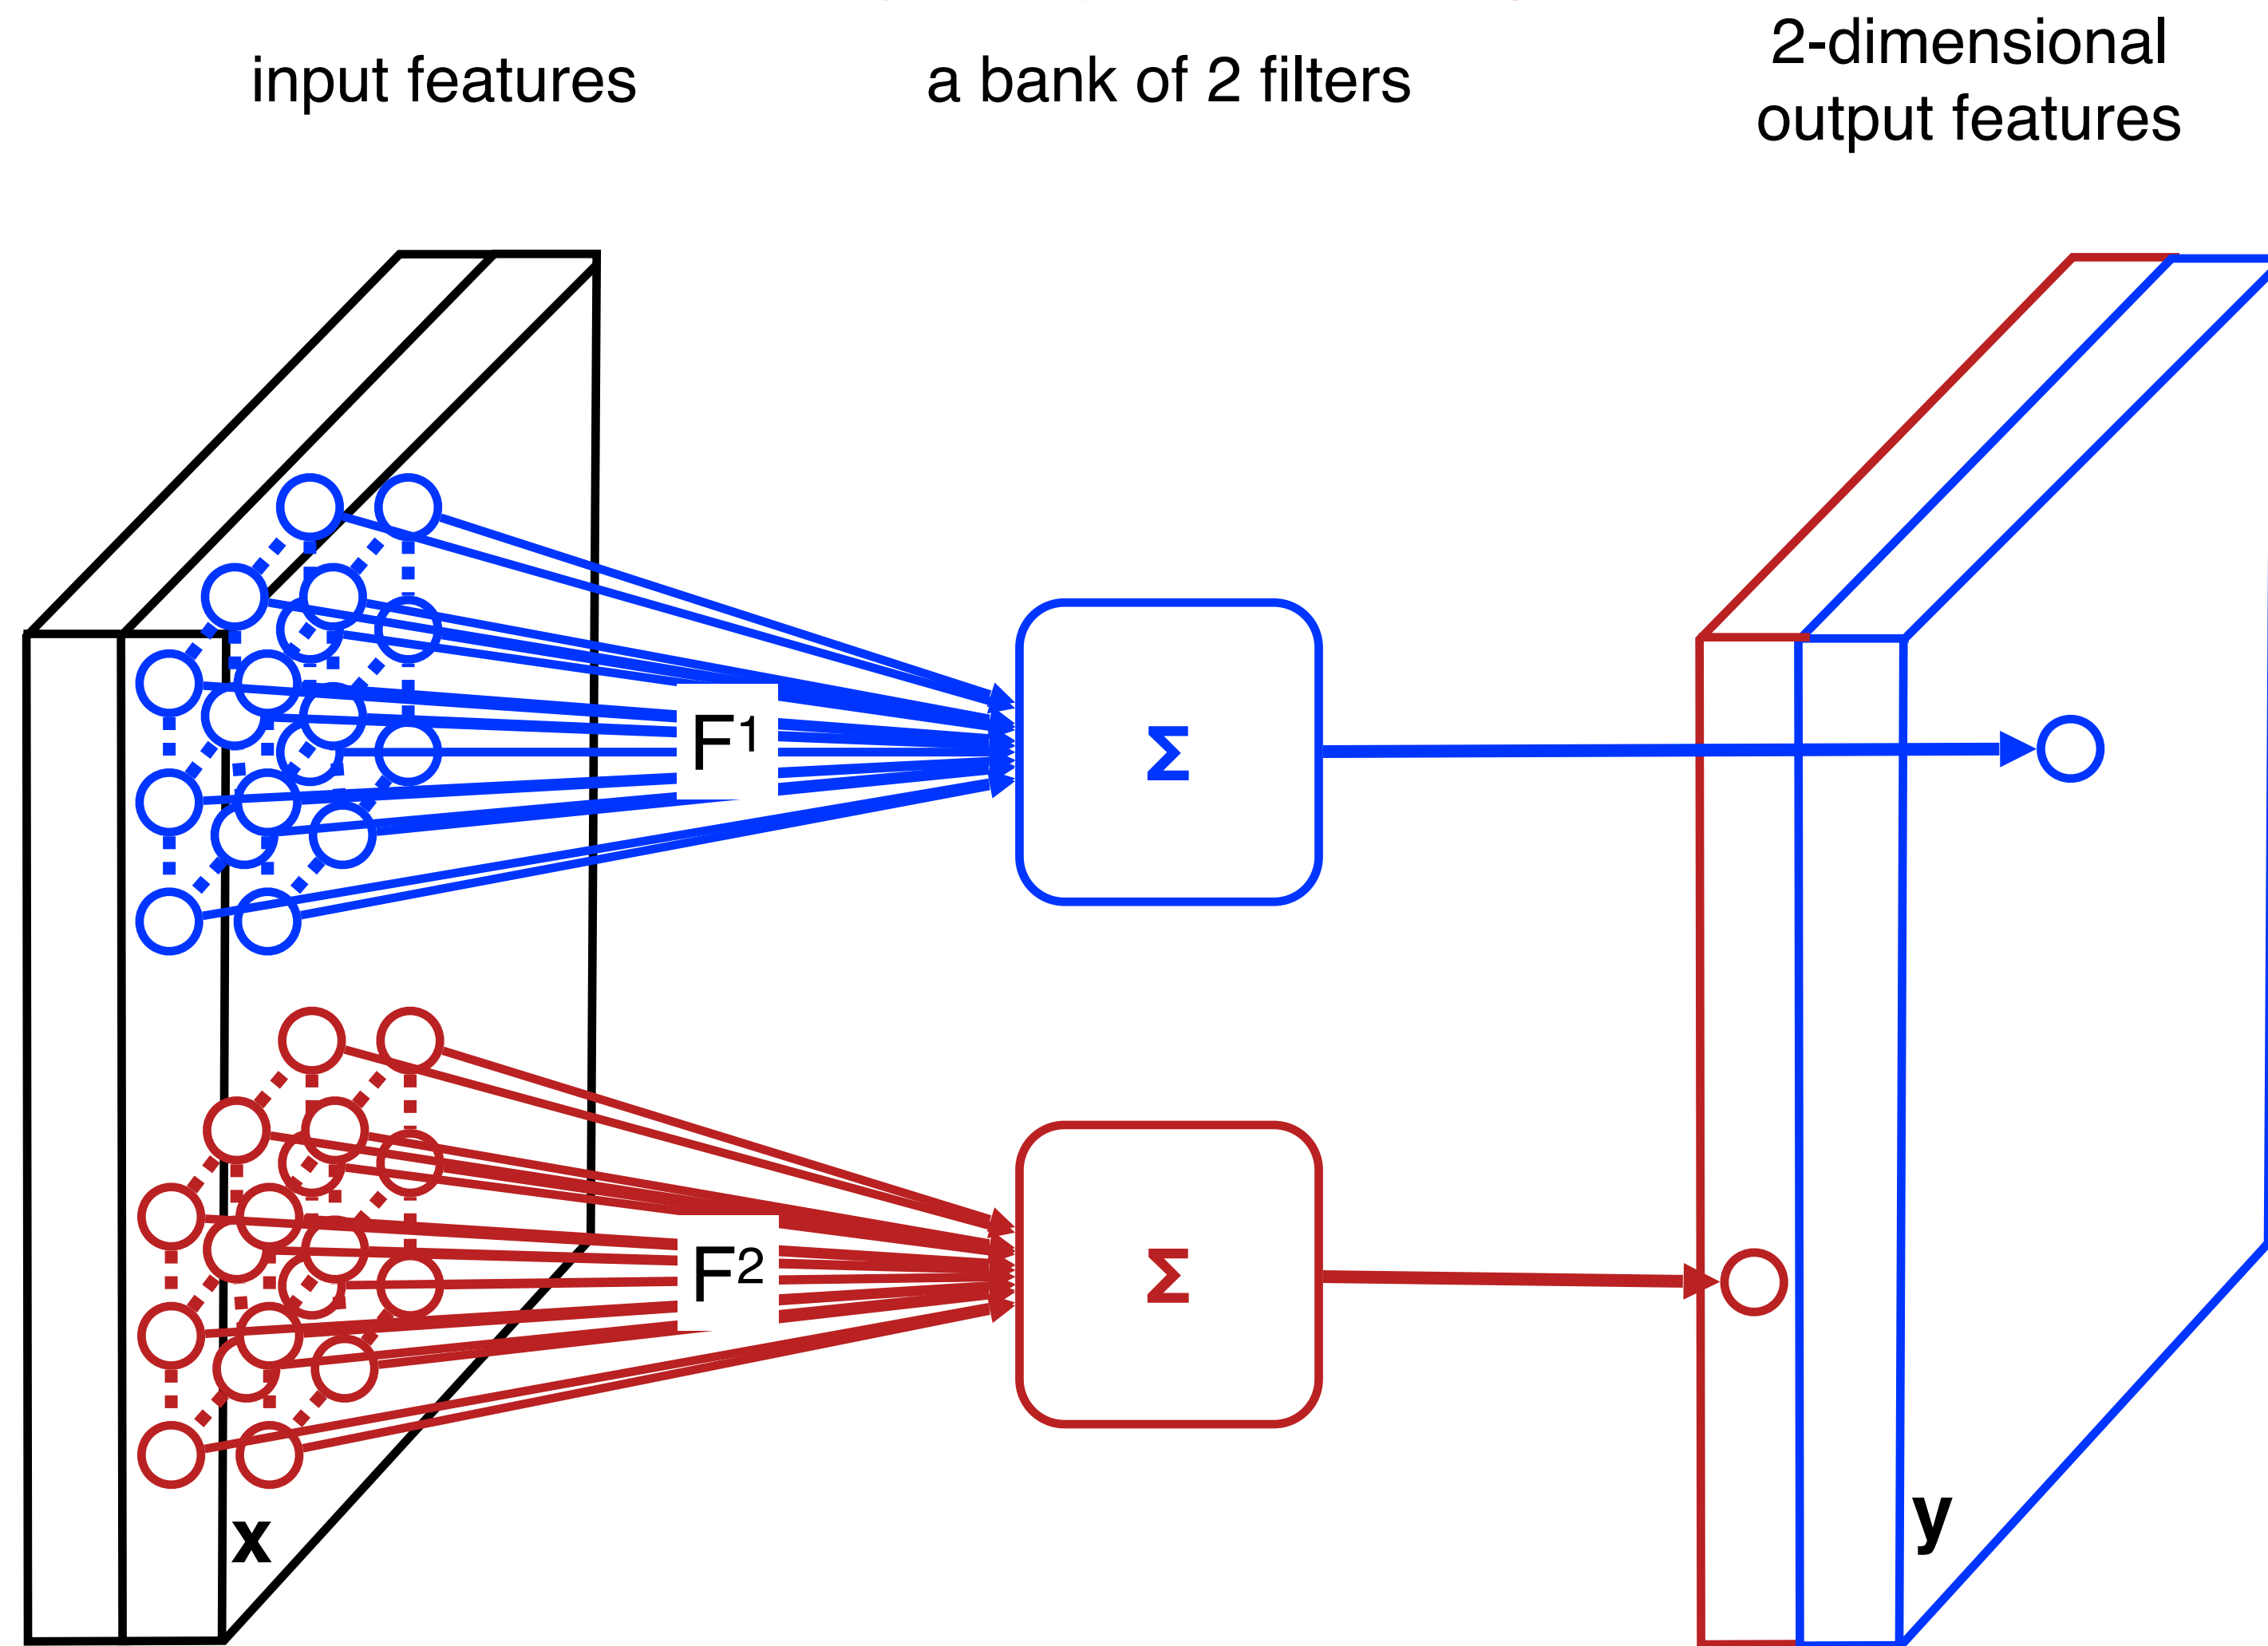 input features
a bank of 2 filters
2-dimensional
output features
F1
Σ
F2
Σ
x
y